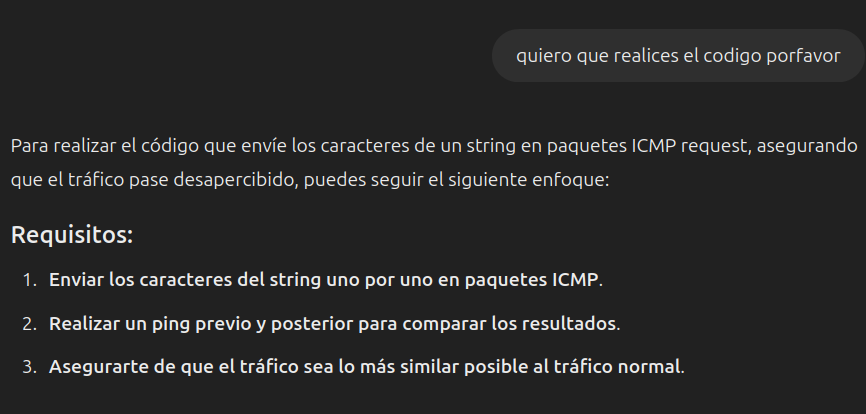 quiero que realices el codigo porfavor
Para realizar el código que envíe los caracteres de un string en paquetes ICMP request, asegurando
que el tráfico pase desapercibido, puedes seguir el siguiente enfoque:
Requisitos:
1. Enviar los caracteres del string uno por uno en paquetes ICMP.
2. Realizar un ping previo y posterior para comparar los resultados.
3. Asegurarte de que el tráfico sea lo más similar posible al tráfico normal.